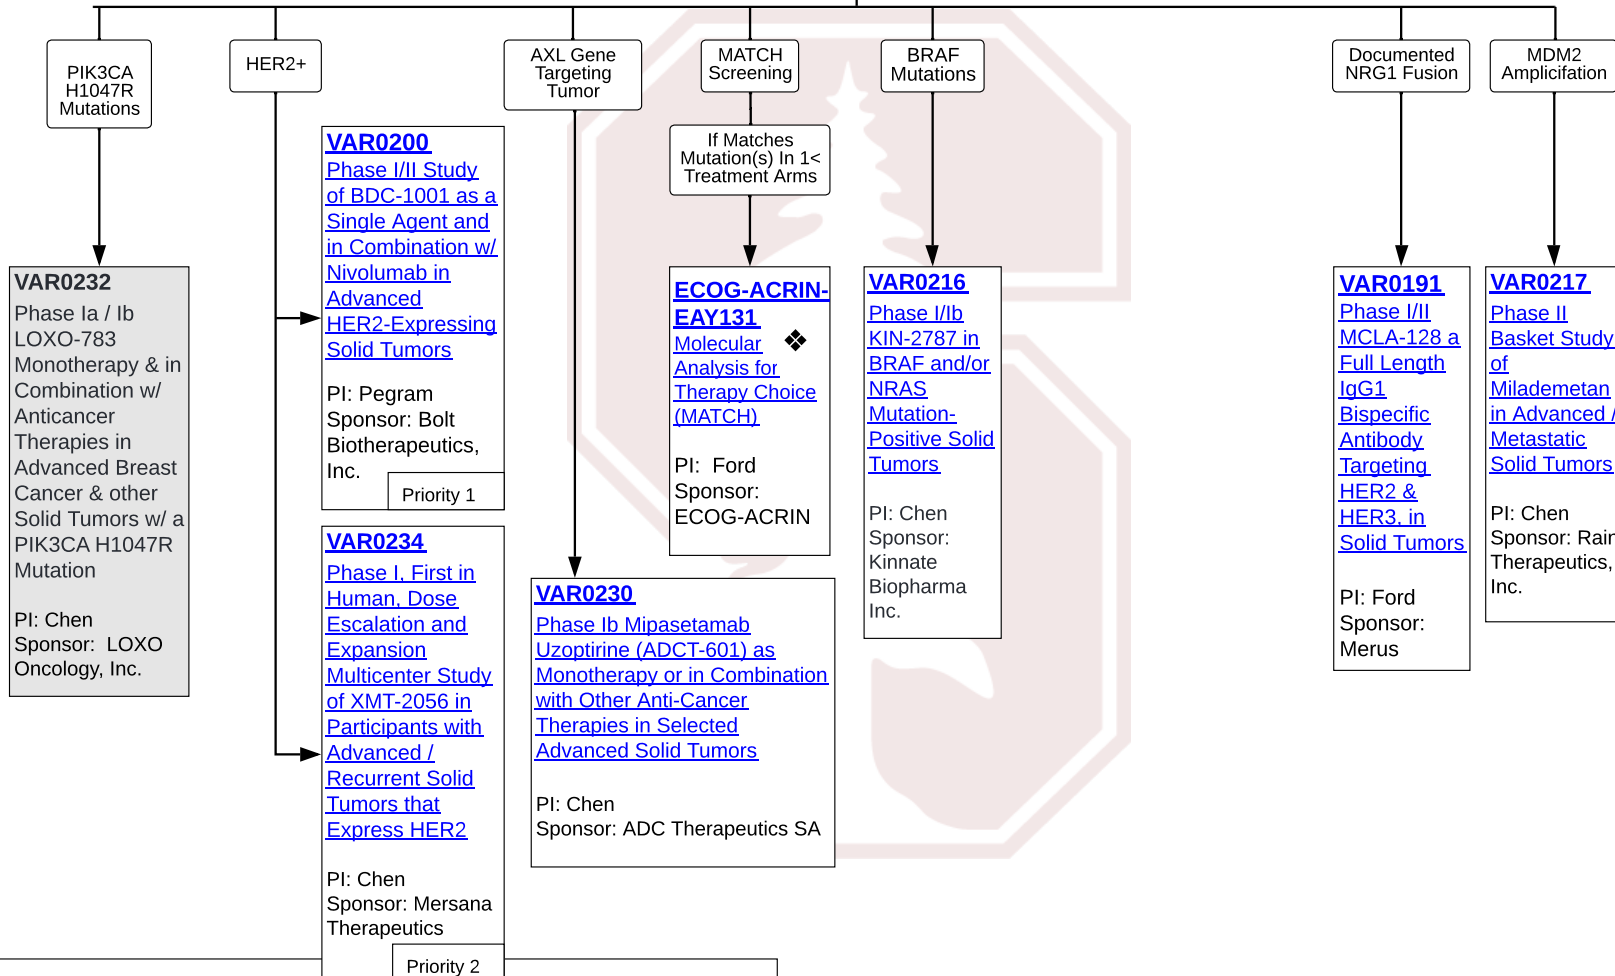 PIK3CA
H1047R
Mutations
HER2+
AXL Gene
Targeting
Tumor
MATCH
Screening
BRAF
Mutations
Documented
NRG1 Fusion
MDM2
Amplicifation
If Matches
Mutation(s) In 1<
Treatment Arms
VAR0232
Phase Ia / Ib
LOXO-783
Monotherapy & in
Combination w/
Anticancer
Therapies in
Advanced Breast
Cancer & other
Solid Tumors w/ a
PIK3CA H1047R
Mutation
PI: Chen
Sponsor: LOXO
Oncology, Inc.
VAR0200
Phase I/II Study
of BDC-1001 as a
Single Agent and
in Combination w/
Nivolumab in
Advanced
HER2-Expressing
Solid Tumors
PI: Pegram
Sponsor: Bolt
Biotherapeutics,
Inc.
Priority 1
VAR0234
Phase I, First in
Human, Dose
Escalation and
Expansion
Multicenter Study
of XMT-2056 in
Participants with
Advanced /
Recurrent Solid
Tumors that
Express HER2
PI: Chen
Sponsor: Mersana
Therapeutics
Priority 2
VAR0230
Phase Ib Mipasetamab
Uzoptirine (ADCT-601) as
Monotherapy or in Combination
with Other Anti-Cancer
Therapies in Selected
Advanced Solid Tumors
PI: Chen
Sponsor: ADC Therapeutics SA
ECOG-ACRIN-
EAY131
Molecular ❖
Analysis for
Therapy Choice
(MATCH)
PI: Ford
Sponsor:
ECOG-ACRIN
VAR0216
Phase I/Ib
KIN-2787 in
BRAF and/or
NRAS
Mutation-
Positive Solid
Tumors
PI: Chen
Sponsor:
Kinnate
Biopharma
Inc.
VAR0191
Phase I/II
MCLA-128 a
Full Length
IgG1
Bispecific
Antibody
Targeting
HER2 &
HER3, in
Solid Tumors
PI: Ford
Sponsor:
Merus
VAR0217
Phase II
Basket Study
of
Milademetan
in Advanced /
Metastatic
Solid Tumors
PI: Chen
Sponsor: Rain
Therapeutics,
Inc.